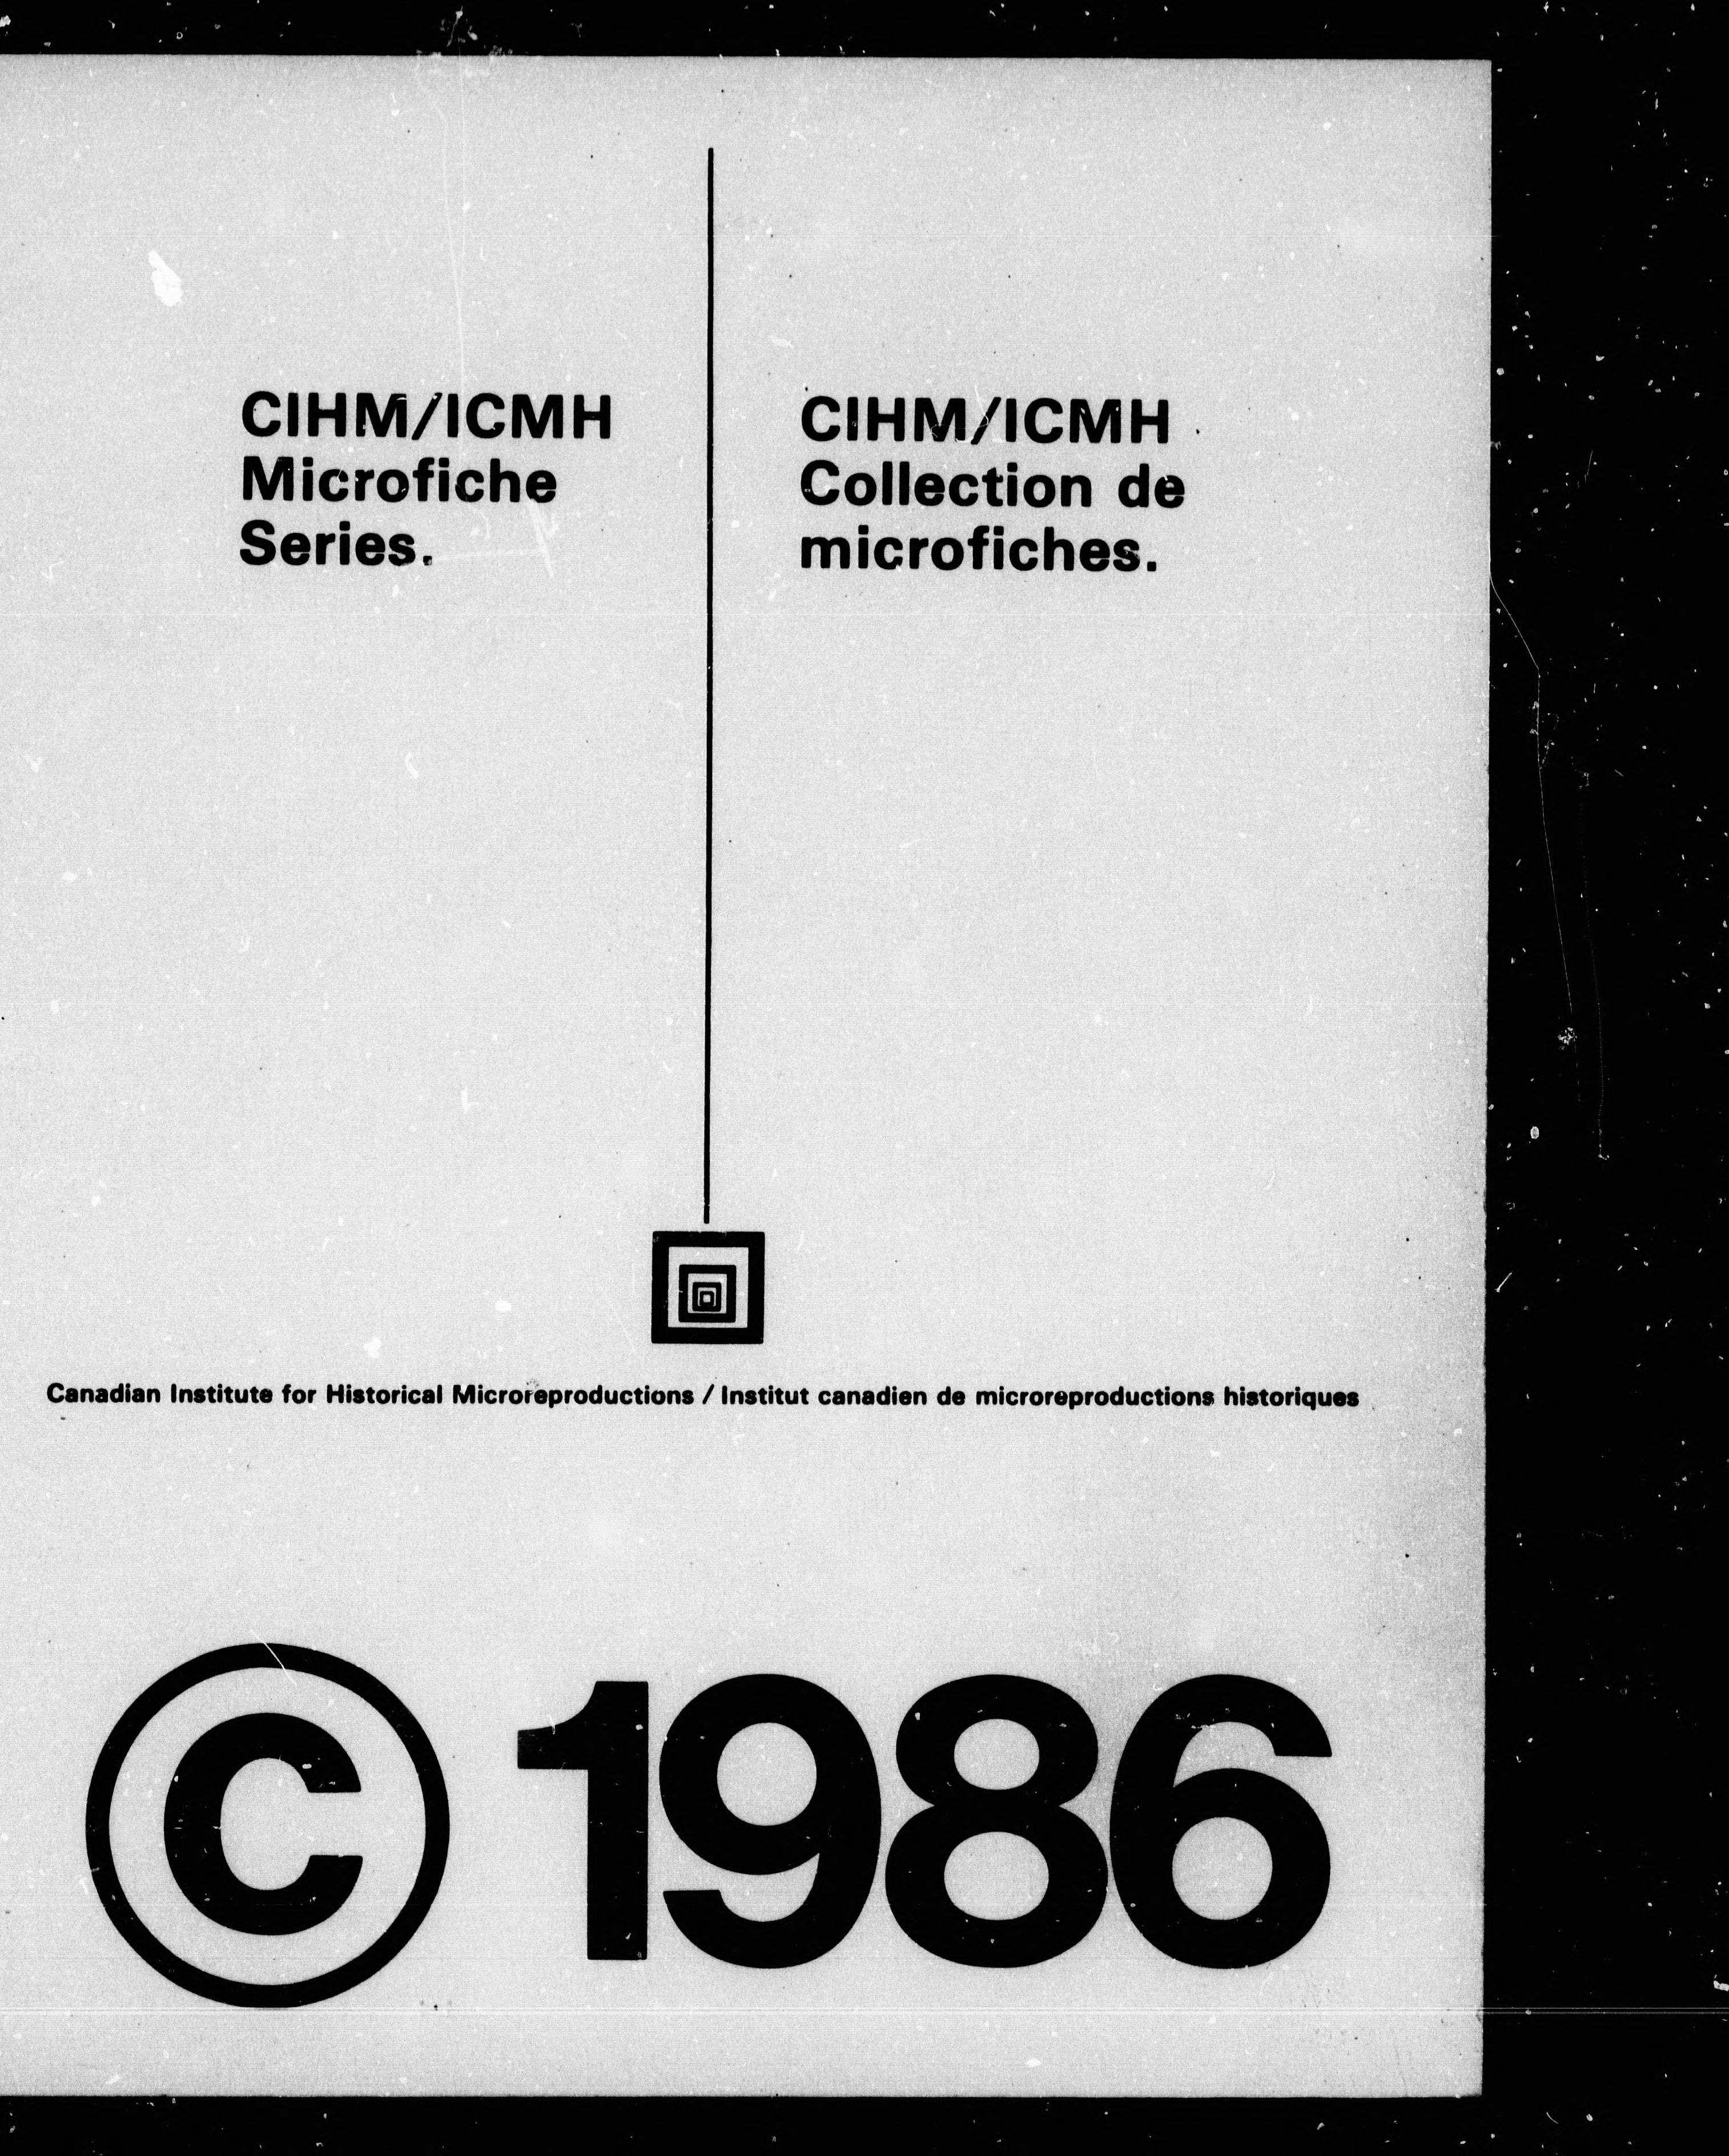 CIHM/ICMH
Microfiche
Series.
CIHM/ICMH
Collection de
microfiches.
Canadian Institute for Historical Microreproductions / Institut canadien de microreproductions historiques
© 1986